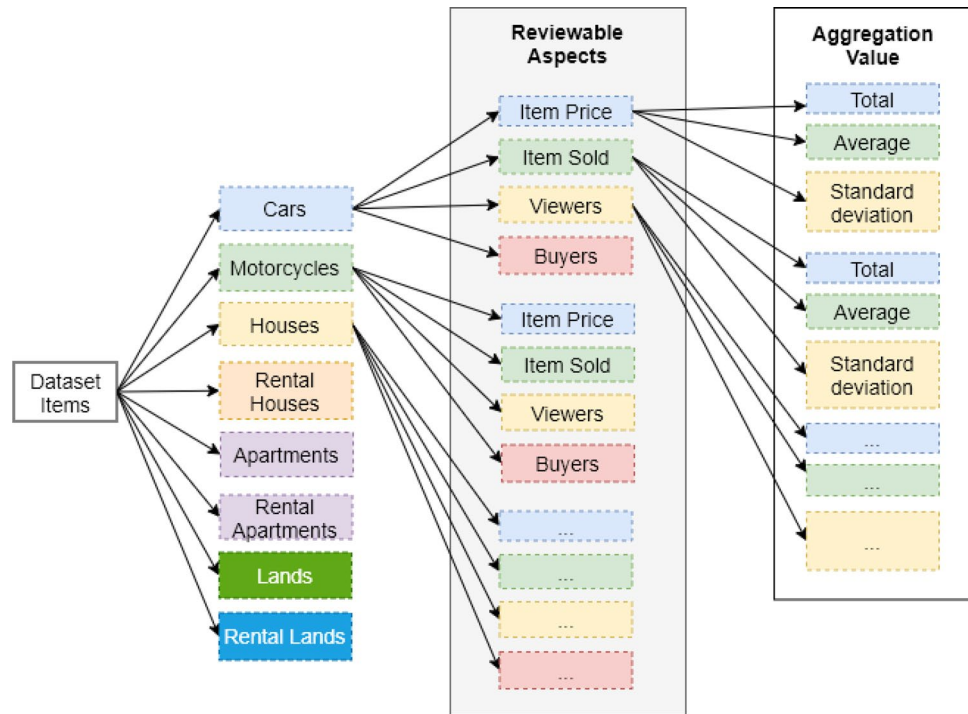 Dataset
Items
Cars
Motorcycles
Houses
Rental
Houses
Apartments
Rental
Apartments
Lands
Rental Lands
Reviewable
Aspects
Item Price
Item Sold
Viewers
Buyers
Item Price
Item Sold
Viewers
Buyers
...
...
...
...
Aggregation
Value
Total
Average
Standard
deviation
Total
Average
Standard
deviation
...
...
...